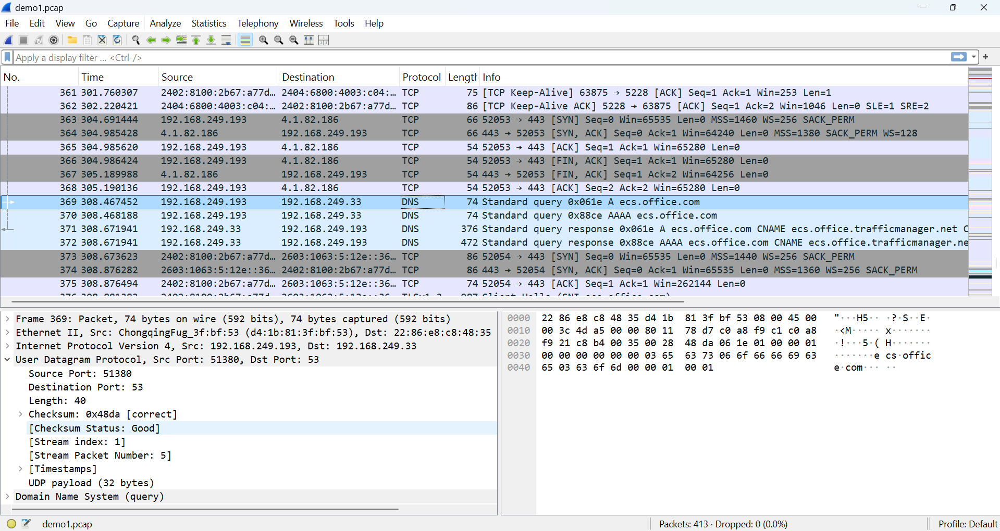 demo1.pcap
File Edit View Go Capture Analyze Statistics Telephony Wireless Tools Help
Apply a display filter ... <Ctrl-/>
No. Time Source Destination Protocol Length Info
361 301.760307 2402:8100:2b67:a77d… 2404:6800:4003:c04:… TCP 75 [TCP Keep-Alive] 63875 → 5228 [ACK] Seq=1 Ack=1 Win=253 Len=1
362 302.220421 2404:6800:4003:c04:… 2402:8100:2b67:a77d… TCP 86 [TCP Keep-Alive ACK] 5228 → 63875 [ACK] Seq=1 Ack=2 Win=1046 Len=0 SLE=1 SRE=2
363 304.691444 192.168.249.193 4.1.82.186 TCP 66 52053 → 443 [SYN] Seq=0 Win=65535 Len=0 MSS=1460 WS=256 SACK_PERM
364 304.985428 4.1.82.186 192.168.249.193 TCP 66 443 → 52053 [SYN, ACK] Seq=0 Ack=1 Win=64240 Len=0 MSS=1380 SACK_PERM WS=128
365 304.985620 192.168.249.193 4.1.82.186 TCP 54 52053 → 443 [ACK] Seq=1 Ack=1 Win=65280 Len=0
366 304.986424 192.168.249.193 4.1.82.186 TCP 54 52053 → 443 [FIN, ACK] Seq=1 Ack=1 Win=65280 Len=0
367 305.189988 4.1.82.186 192.168.249.193 TCP 54 443 → 52053 [FIN, ACK] Seq=1 Ack=2 Win=64256 Len=0
368 305.190136 192.168.249.193 4.1.82.186 TCP 54 52053 → 443 [ACK] Seq=2 Ack=2 Win=65280 Len=0
369 308.467452 192.168.249.193 192.168.249.33 DNS 74 Standard query 0x061e A ecs.office.com
370 308.468188 192.168.249.193 192.168.249.33 DNS 74 Standard query 0x88ce AAAA ecs.office.com
371 308.671941 192.168.249.33 192.168.249.193 DNS 376 Standard query response 0x061e A ecs.office.com CNAME ecs.office.trafficmanager.net C
372 308.671941 192.168.249.33 192.168.249.193 DNS 472 Standard query response 0x88ce AAAA ecs.office.com CNAME ecs.office.trafficmanager.ne
373 308.673623 2402:8100:2b67:a77d… 2603:1063:5:12e::36… TCP 86 52054 → 443 [SYN] Seq=0 Win=65535 Len=0 MSS=1440 WS=256 SACK_PERM
374 308.876282 2603:1063:5:12e::36… 2402:8100:2b67:a77d… TCP 86 443 → 52054 [SYN, ACK] Seq=0 Ack=1 Win=65535 Len=0 MSS=1360 WS=256 SACK_PERM
375 308.876494 2402:8100:2b67:a77d… 2603:1063:5:12e::36… TCP 74 52054 → 443 [ACK] Seq=1 Ack=1 Win=262144 Len=0
Frame 369: Packet, 74 bytes on wire (592 bits), 74 bytes captured (592 bits)
Ethernet II, Src: ChongqingFug_3f:bf:53 (d4:1b:81:3f:bf:53), Dst: 22:86:e8:c8:48:35
Internet Protocol Version 4, Src: 192.168.249.193, Dst: 192.168.249.33
User Datagram Protocol, Src Port: 51380, Dst Port: 53
Source Port: 51380
Destination Port: 53
Length: 40
Checksum: 0x48da [correct]
[Checksum Status: Good]
[Stream index: 1]
[Stream Packet Number: 5]
[Timestamps]
UDP payload (32 bytes)
Domain Name System (query)
0000 22 86 e8 c8 48 35 d4 1b 81 3f bf 53 08 00 45 00 "···H5·· ·?·S··E·
0010 00 3c 4d a5 00 00 80 11 78 d7 c0 a8 f9 c1 c0 a8 ·<M····· x·······
0020 f9 21 c8 b4 00 35 00 28 48 da 06 1e 01 00 00 01 ·!···5·( H·······
0030 00 00 00 00 00 00 03 65 63 73 06 6f 66 66 69 63 ·······e cs·offic
0040 65 03 63 6f 6d 00 00 01 00 01 e·com··· ··
demo1.pcap
Packets: 413 · Dropped: 0 (0.0%)
Profile: Default